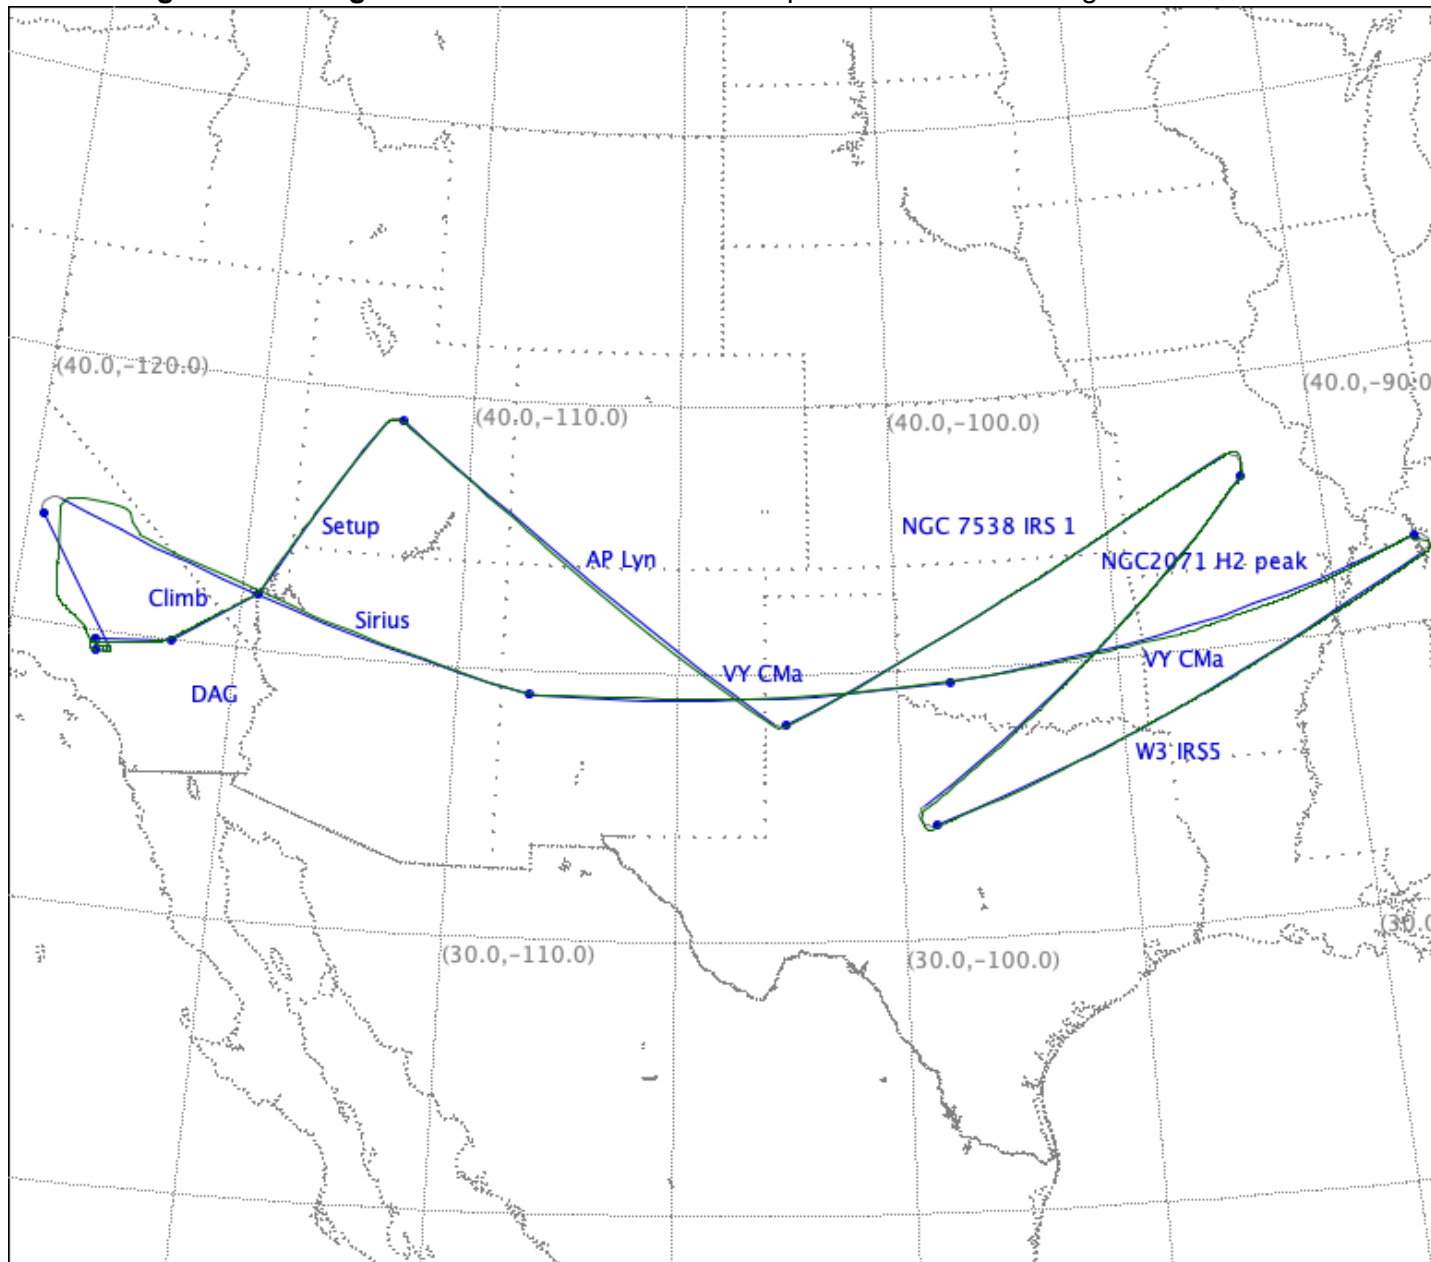 (40.0,-120.0)
(40.0,-90.0
(40.0,-110.0)
(40.0,-100.0)
Setup
NGC 7538 IRS 1
AP Lyn
NGC2071 H2 peak
Climb
Sirius
VY CMa
VY CMa
DAG
W3 IRS5
(30.0
(30.0,-110.0)
(30.0,-100.0)